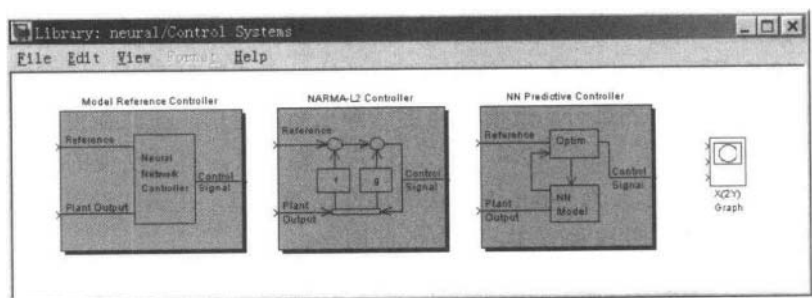 Library: neural/Control Systems
File Edit View Format Help
Model Reference Controller
Reference
Neural
Network
Controller
Control
Signal
Plant Output
NARMA-L2 Controller
Reference
f
g
Control
Signal
Plant
Output
NN Predictive Controller
Reference
Optim
Control
Signal
Plant
Output
NN
Model
X(2Y)
Graph